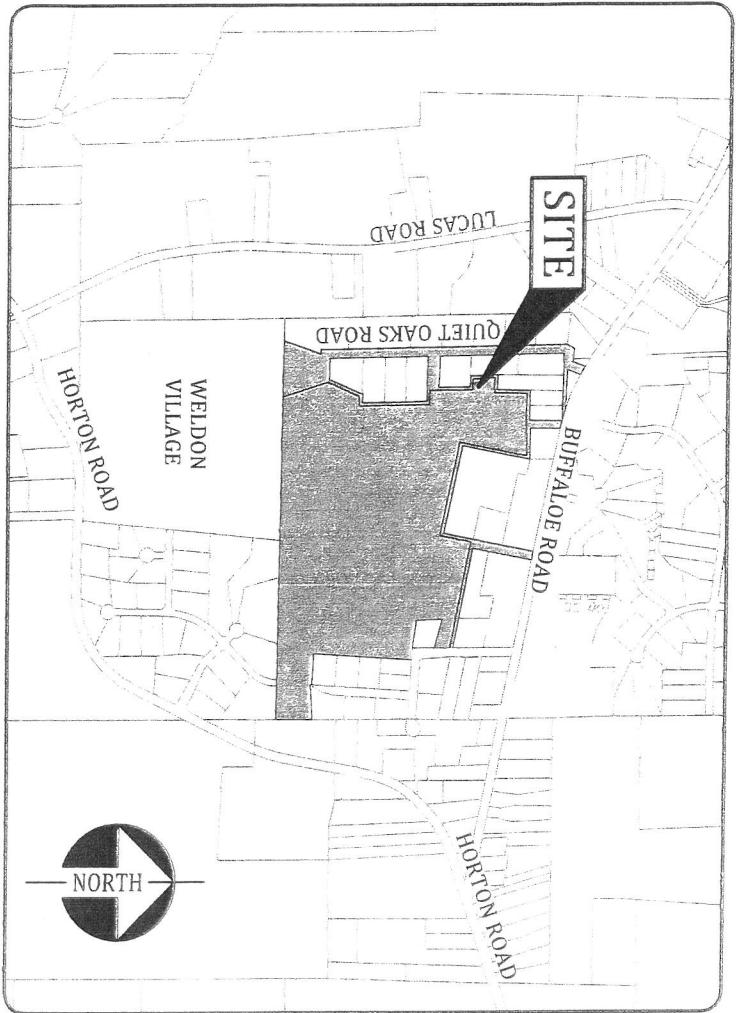 SITE
LUCAS ROAD
QUIET OAKS ROAD
WELDON
VILLAGE
HORTON ROAD
BUFFALOE ROAD
HORTON ROAD
NORTH